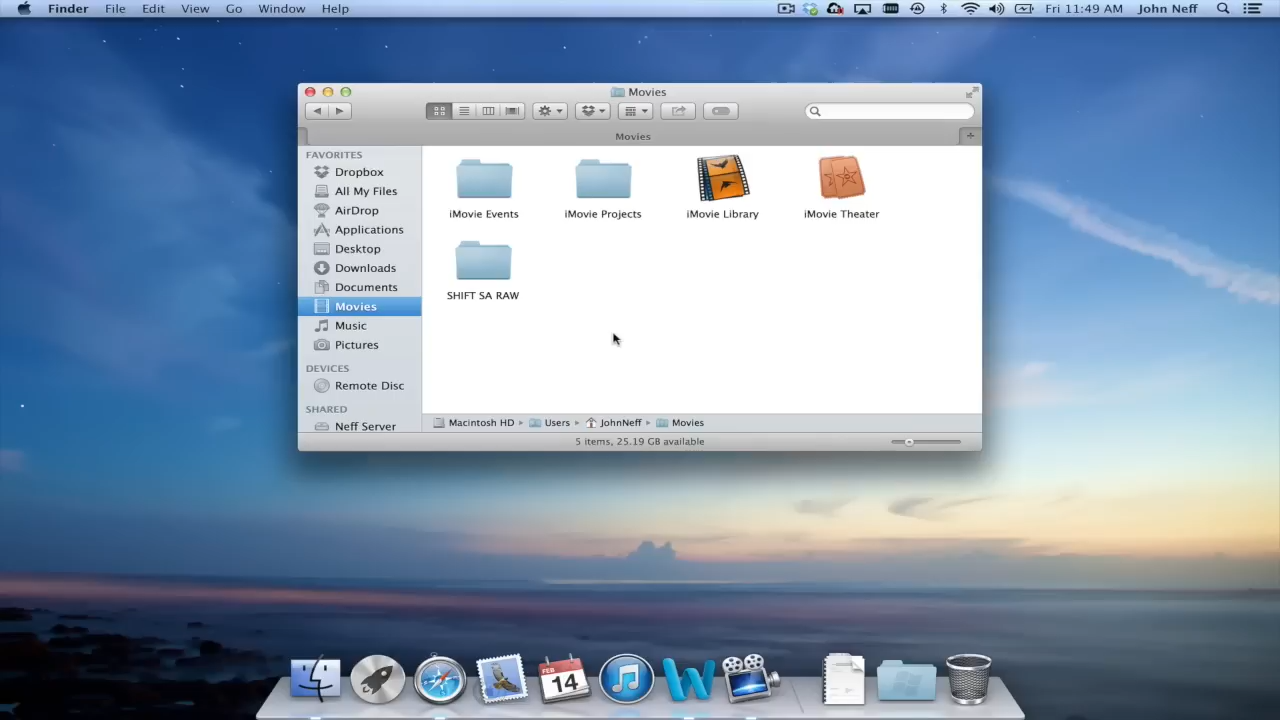 Finder File Edit View Go Window Help
Fri 11:49 AM John Neff
Movies
Movies
FAVORITES
Dropbox
All My Files
AirDrop
Applications
Desktop
Downloads
Documents
Movies
Music
Pictures
DEVICES
Remote Disc
SHARED
Neff Server
iMovie Events
iMovie Projects
iMovie Library
iMovie Theater
SHIFT SA RAW
Macintosh HD ▸ Users ▸ JohnNeff ▸ Movies
5 items, 25.19 GB available
FEB
14